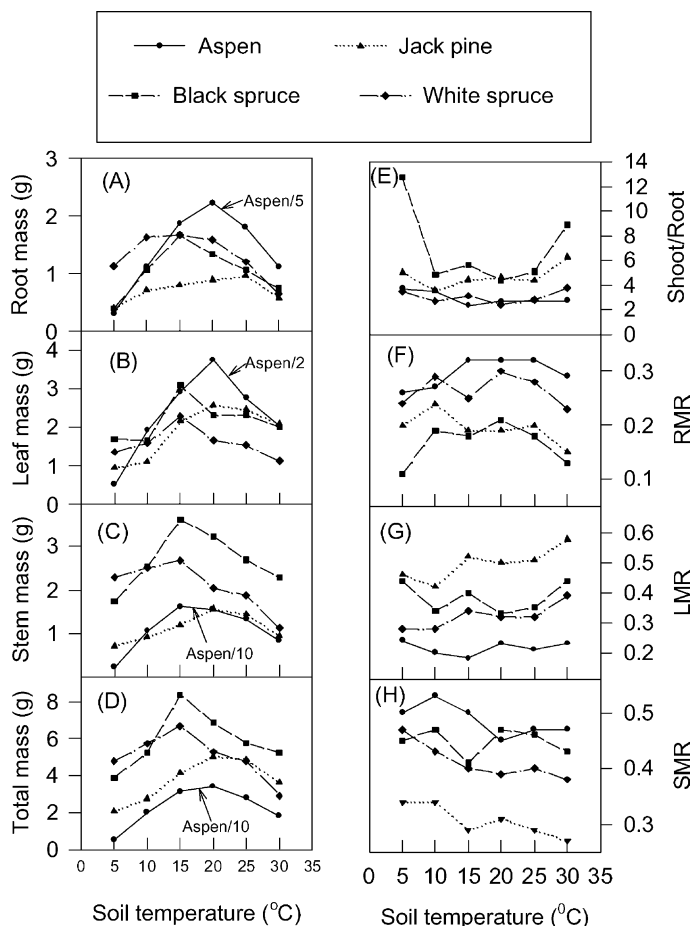 Aspen
Jack pine
Black spruce
White spruce
(A)
Aspen/5
Root mass (g)
3
2
1
0
(B)
Aspen/2
Leaf mass (g)
4
3
2
1
0
(C)
Aspen/10
Stem mass (g)
3
2
1
(D)
Aspen/10
Total mass (g)
8
6
4
2
0
0 5 10 15 20 25 30 35
Soil temperature (°C)
(E)
Shoot/Root
14
12
10
8
6
4
2
0
(F)
RMR
0.3
0.2
0.1
(G)
LMR
0.6
0.5
0.4
0.3
0.2
(H)
SMR
0.5
0.4
0.3
0 5 10 15 20 25 30 35
Soil temperature (⁰C)